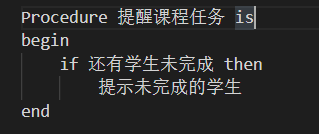 Procedure 提醒课程任务 is
begin
if 还有学生未完成 then
提示未完成的学生
end